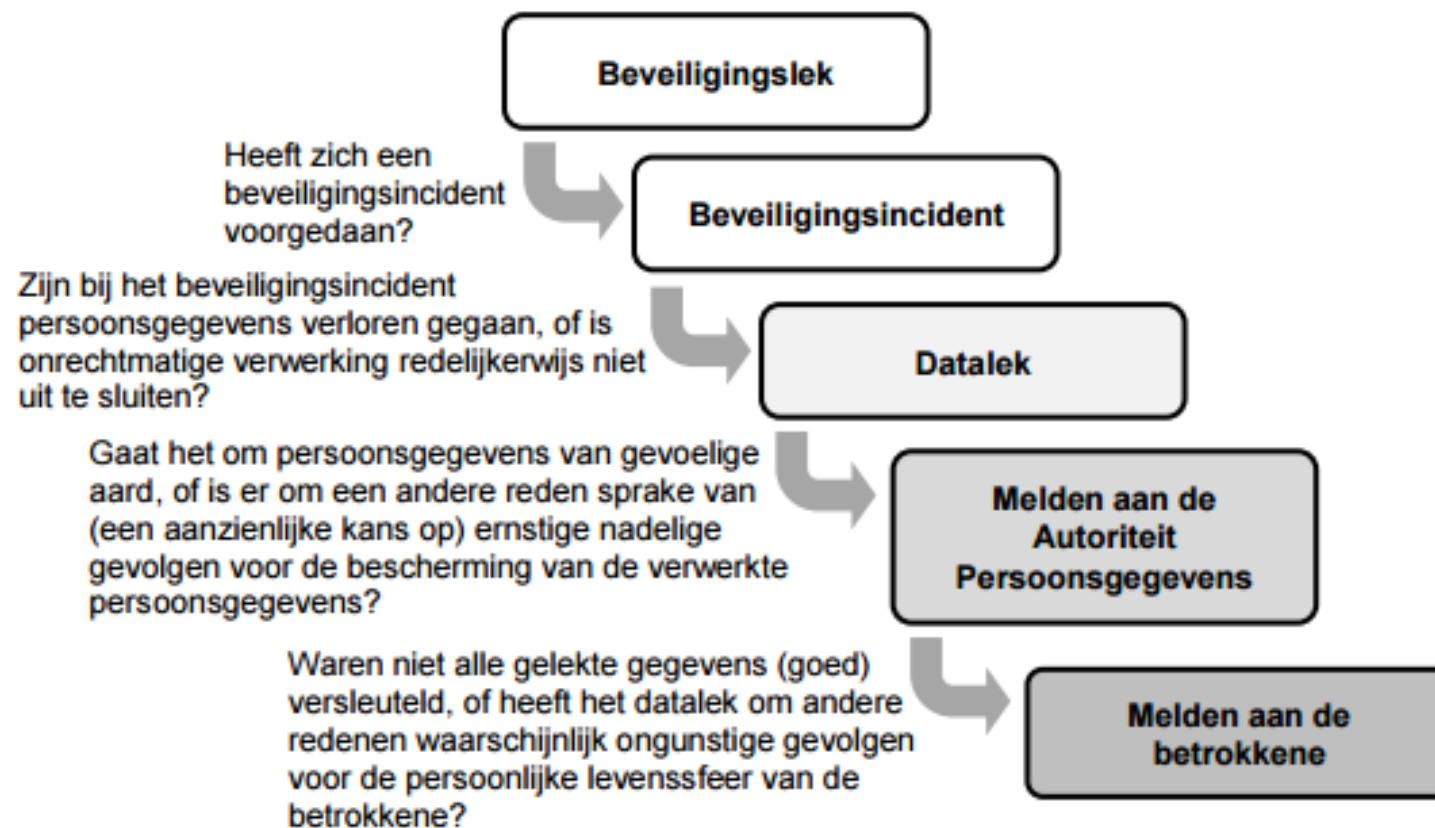 Beveiligingslek
Heeft zich een
beveiligingsincident
voorgedaan?
Beveiligingsincident
Zijn bij het beveiligingsincident
persoonsgegevens verloren gegaan, of is
onrechtmatige verwerking redelijkerwijs niet
uit te sluiten?
Datalek
Gaat het om persoonsgegevens van gevoelige
aard, of is er om een andere reden sprake van
(een aanzienlijke kans op) ernstige nadelige
gevolgen voor de bescherming van de verwerkte
persoonsgegevens?
Melden aan de
Autoriteit
Persoonsgegevens
Waren niet alle gelekte gegevens (goed)
versleuteld, of heeft het datalek om andere
redenen waarschijnlijk ongunstige gevolgen
voor de persoonlijke levenssfeer van de
betrokkene?
Melden aan de
betrokkene